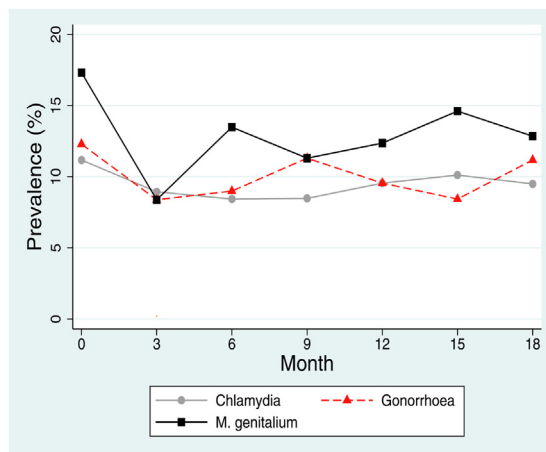 20
15
10
5
0
Prevalence (%)
0 3 6 9 12 15 18
Month
Chlamydia Gonorrhoea
M. genitalium